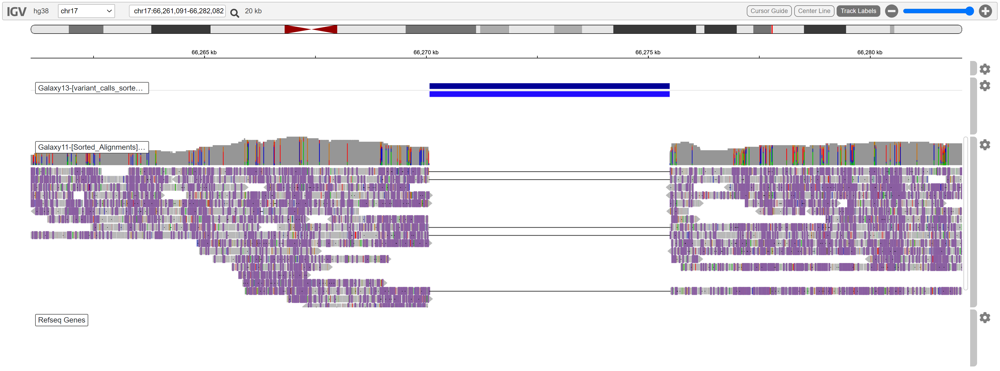 IGV hg38 chr17 chr17:66,261,091-66,282,082 20 kb Cursor Guide Center Line Track Labels
66,265 kb 66,270 kb 66,275 kb 66,280 kb
Galaxy13-[variant_calls_sorte…
Galaxy11-[Sorted_Alignments]…
Refseq Genes